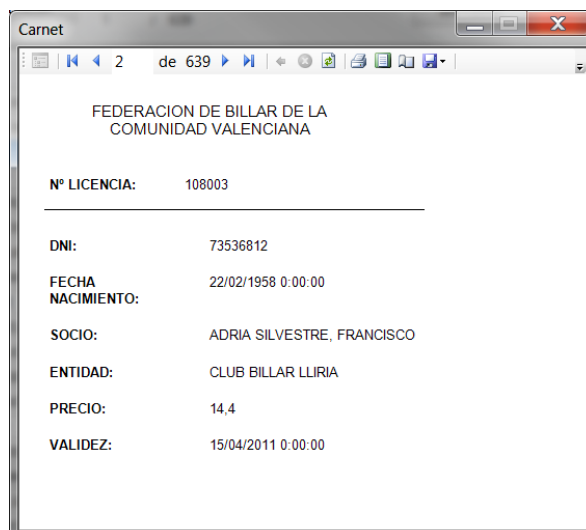 Carnet
2 de 639
FEDERACION DE BILLAR DE LA
COMUNIDAD VALENCIANA
Nº LICENCIA: 108003
DNI: 73536812
FECHA NACIMIENTO: 22/02/1958 0:00:00
SOCIO: ADRIA SILVESTRE, FRANCISCO
ENTIDAD: CLUB BILLAR LLIRIA
PRECIO: 14,4
VALIDEZ: 15/04/2011 0:00:00